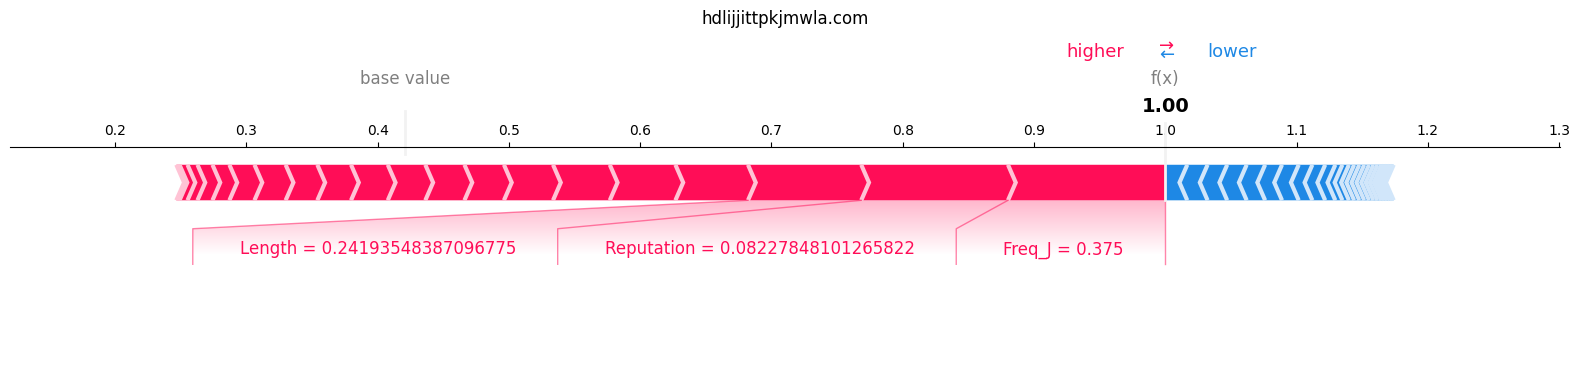 hdlijjittpkjmwla.com
higher → ← lower
base value f(x)
1.00
0.2 0.3 0.4 0.5 0.6 0.7 0.8 0.9 1.0 1.1 1.2 1.3
Length = 0.24193548387096775 Reputation = 0.08227848101265822 Freq_J = 0.375